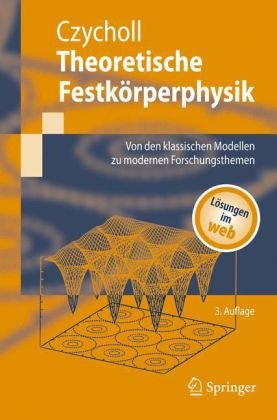 Czycholl
Theoretische
Festkörperphysik
Von den klassischen Modellen
zu modernen Forschungsthemen
Lösungen im
web
3. Auflage
Springer